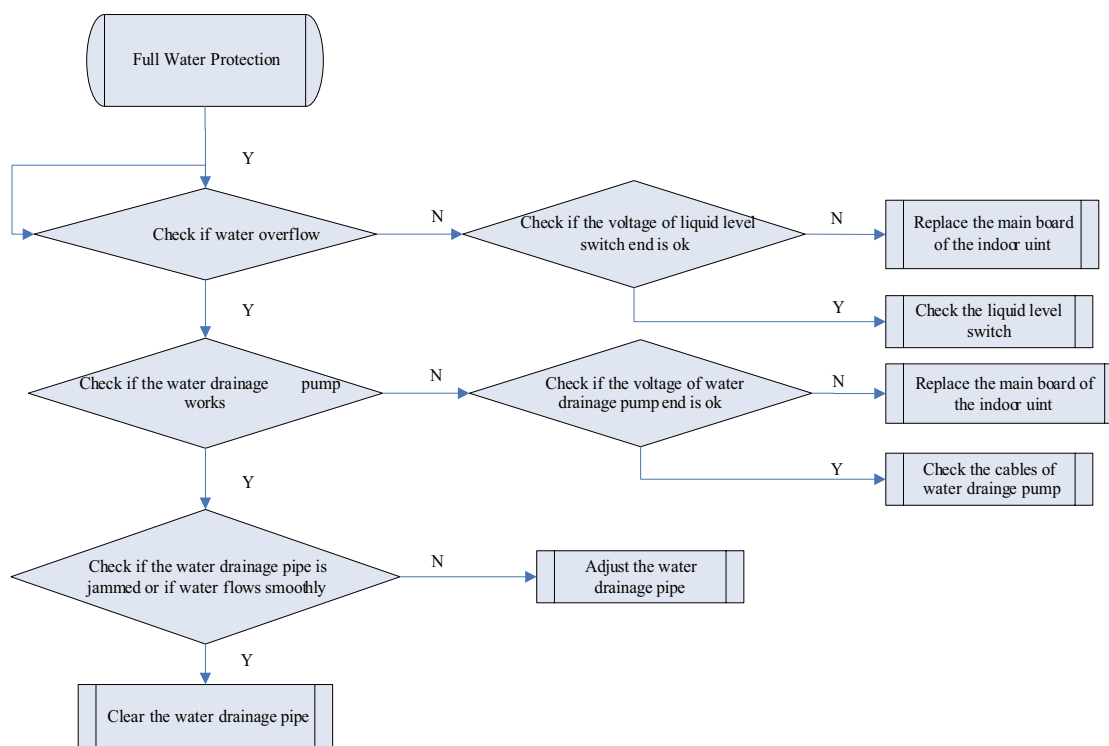 Full Water Protection
Y
Check if water overflow
N
Check if the voltage of liquid level
switch end is ok
N
Replace the main board
of the indoor uint
Y
Check the liquid level
switch
Y
Check if the water drainage pump
works
N
Check if the voltage of water
drainage pump end is ok
N
Replace the main board of
the indoor uint
Y
Check the cables of
water drainge pump
Y
Check if the water drainage pipe is
jammed or if water flows smoothly
N
Adjust the water
drainage pipe
Y
Clear the water drainage pipe